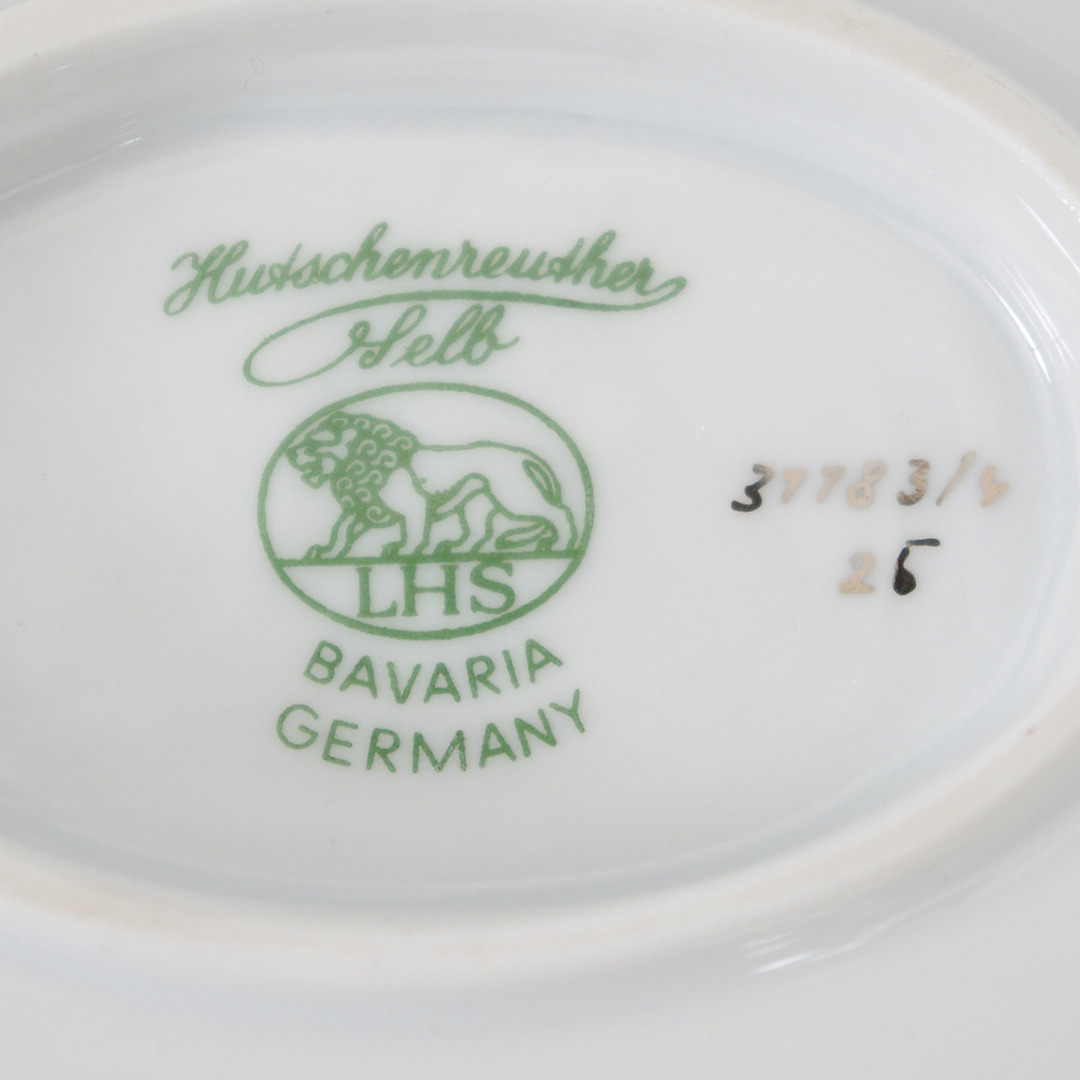 Hutschenreuther
Selb
LHS
BAVARIA
GERMANY
37783/4
25